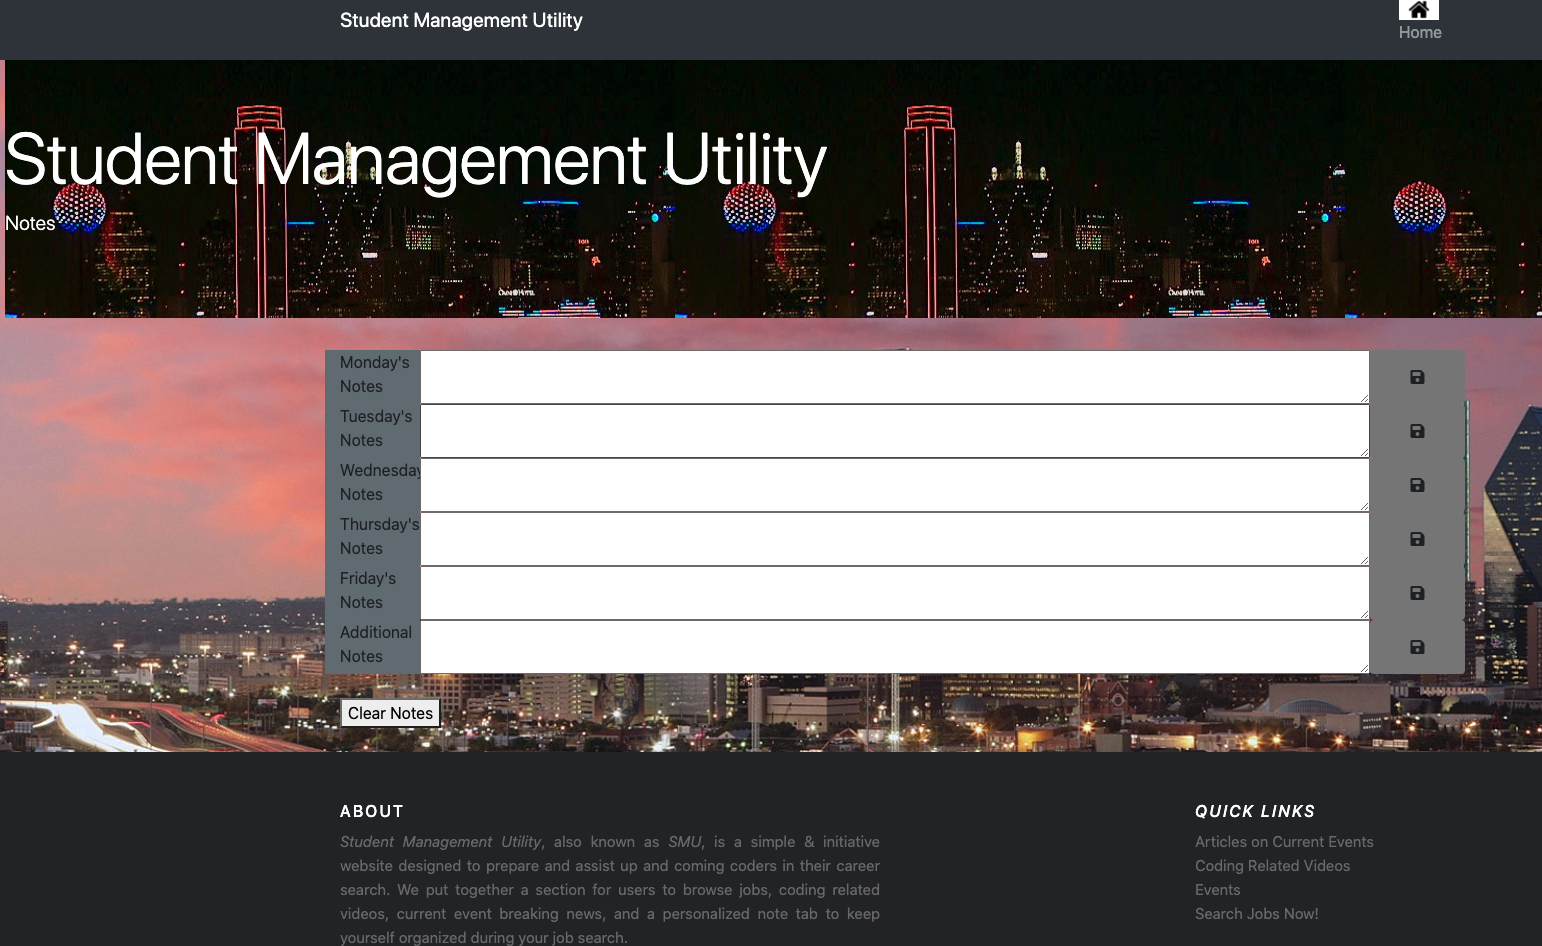 Student Management Utility
Home
Student Management Utility
Notes
Monday's
Notes
Tuesday's
Notes
Wednesday
Notes
Thursday's
Notes
Friday's
Notes
Additional
Notes
Clear Notes
ABOUT
Student Management Utility, also known as SMU, is a simple & initiative
website designed to prepare and assist up and coming coders in their career
search. We put together a section for users to browse jobs, coding related
videos, current event breaking news, and a personalized note tab to keep
yourself organized during your job search.
QUICK LINKS
Articles on Current Events
Coding Related Videos
Events
Search Jobs Now!